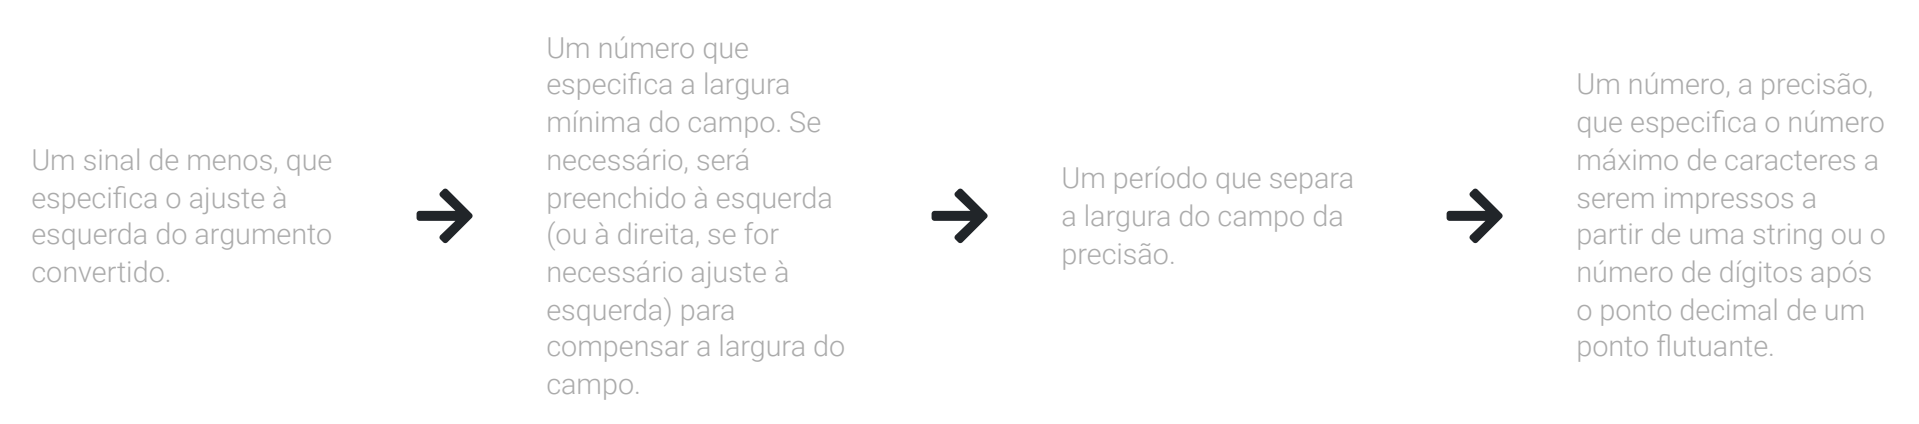 Um sinal de menos, que
especifica o ajuste à
esquerda do argumento
convertido.
Um número que
especifica a largura
mínima do campo. Se
necessário, será
preenchido à esquerda
(ou à direita, se for
necessário ajuste à
esquerda) para
compensar a largura do
campo.
Um período que separa
a largura do campo da
precisão.
Um número, a precisão,
que especifica o número
máximo de caracteres a
serem impressos a
partir de uma string ou o
número de dígitos após
o ponto decimal de um
ponto flutuante.